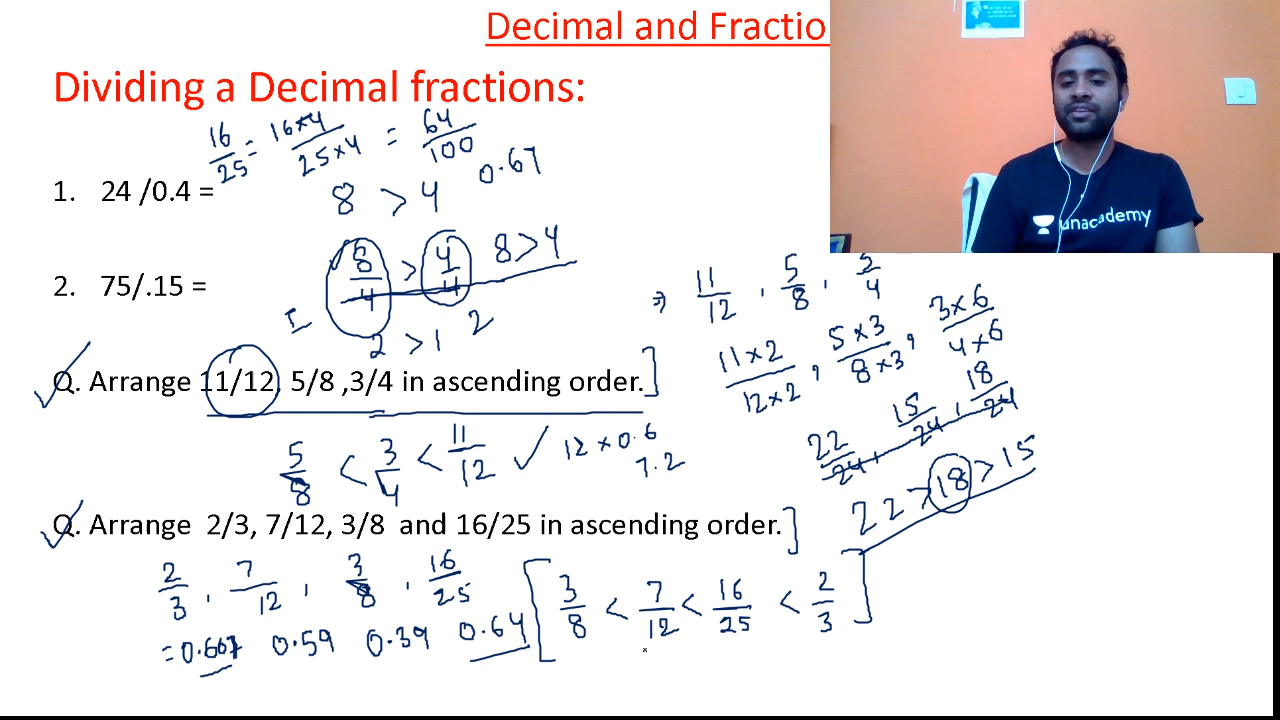 Decimal and Fractio
Dividing a Decimal fractions:
16/25 = 16×4/25×4 = 64/100
0.67
1. 24 /0.4 =
8 > 4
unacademy
8/4 > 4/4 8>4
2. 75/.15 =
I
2 > 1 2
⇒ 11/12 , 5/8 , 2/4
11×2/12×2 , 5×3/8×3 , 3×6/4×6
Q. Arrange 11/12, 5/8 ,3/4 in ascending order.]
22/24 , 15/24 , 18/24
5/8 < 3/4 < 11/12 ✓ 12×0.6
7.2
22 > 18 > 15
Q. Arrange 2/3, 7/12, 3/8 and 16/25 in ascending order.]
2/3 , 7/12 , 3/8 , 16/25
[3/8 < 7/12 < 16/25 < 2/3]
=0.667 0.59 0.39 0.64